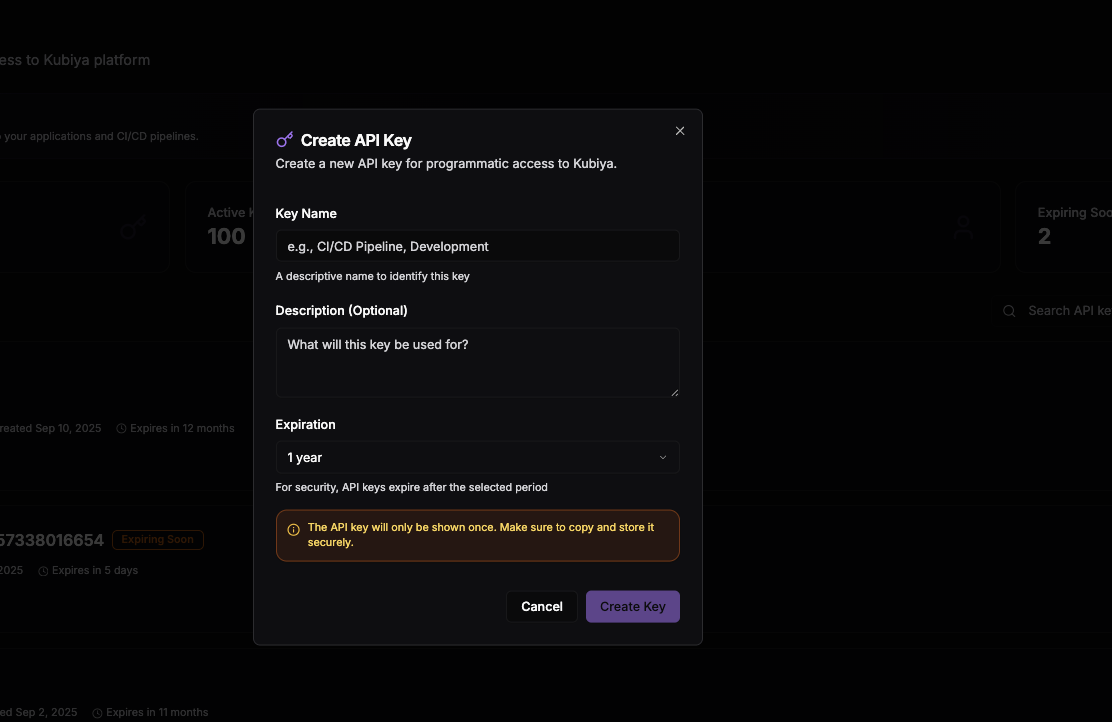 ess to Kubiya platform
your applications and CI/CD pipelines.
Create API Key
Create a new API key for programmatic access to Kubiya.
Active K
100
Expiring Soo
2
Key Name
e.g., CI/CD Pipeline, Development
A descriptive name to identify this key
Description (Optional)
Search API ke
What will this key be used for?
Expiration
reated Sep 10, 2025 Expires in 12 months
1 year
For security, API keys expire after the selected period
The API key will only be shown once. Make sure to copy and store it
securely.
57338016654 Expiring Soon
2025 Expires in 5 days
Cancel Create Key
ed Sep 2, 2025 Expires in 11 months